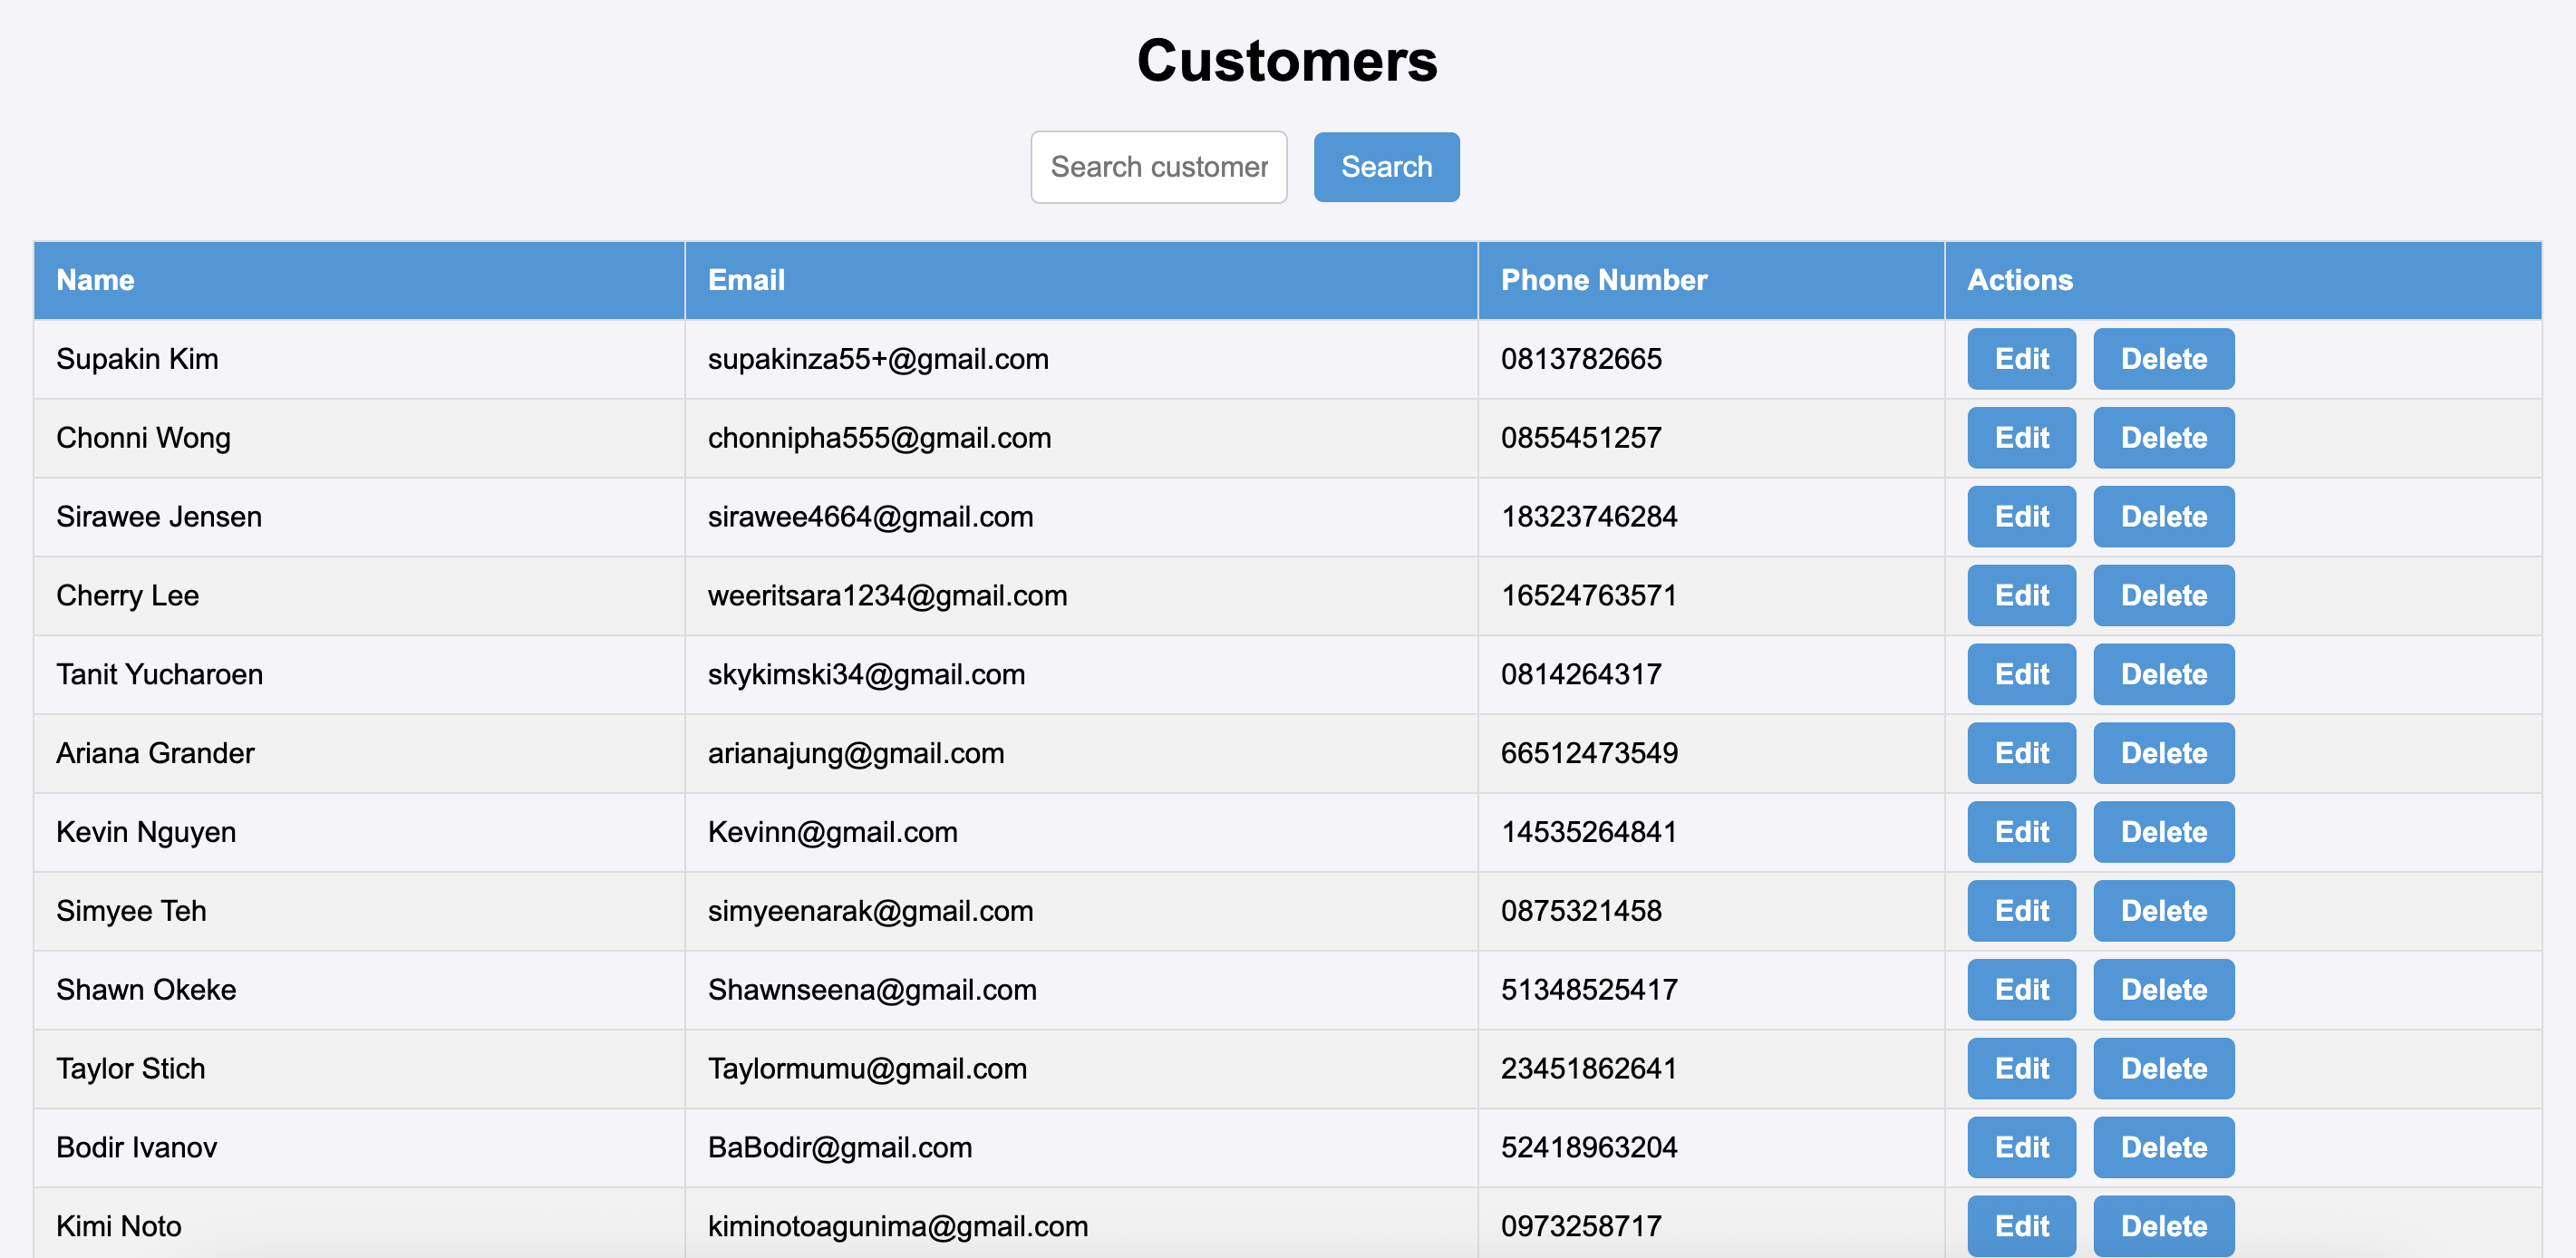 Customers
Search customer Search
Name Email Phone Number Actions
Supakin Kim supakinza55+@gmail.com 0813782665 Edit Delete
Chonni Wong chonnipha555@gmail.com 0855451257 Edit Delete
Sirawee Jensen sirawee4664@gmail.com 18323746284 Edit Delete
Cherry Lee weeritsara1234@gmail.com 16524763571 Edit Delete
Tanit Yucharoen skykimski34@gmail.com 0814264317 Edit Delete
Ariana Grander arianajung@gmail.com 66512473549 Edit Delete
Kevin Nguyen Kevinn@gmail.com 14535264841 Edit Delete
Simyee Teh simyeenarak@gmail.com 0875321458 Edit Delete
Shawn Okeke Shawnseena@gmail.com 51348525417 Edit Delete
Taylor Stich Taylormumu@gmail.com 23451862641 Edit Delete
Bodir Ivanov BaBodir@gmail.com 52418963204 Edit Delete
Kimi Noto kiminotoagunima@gmail.com 0973258717 Edit Delete